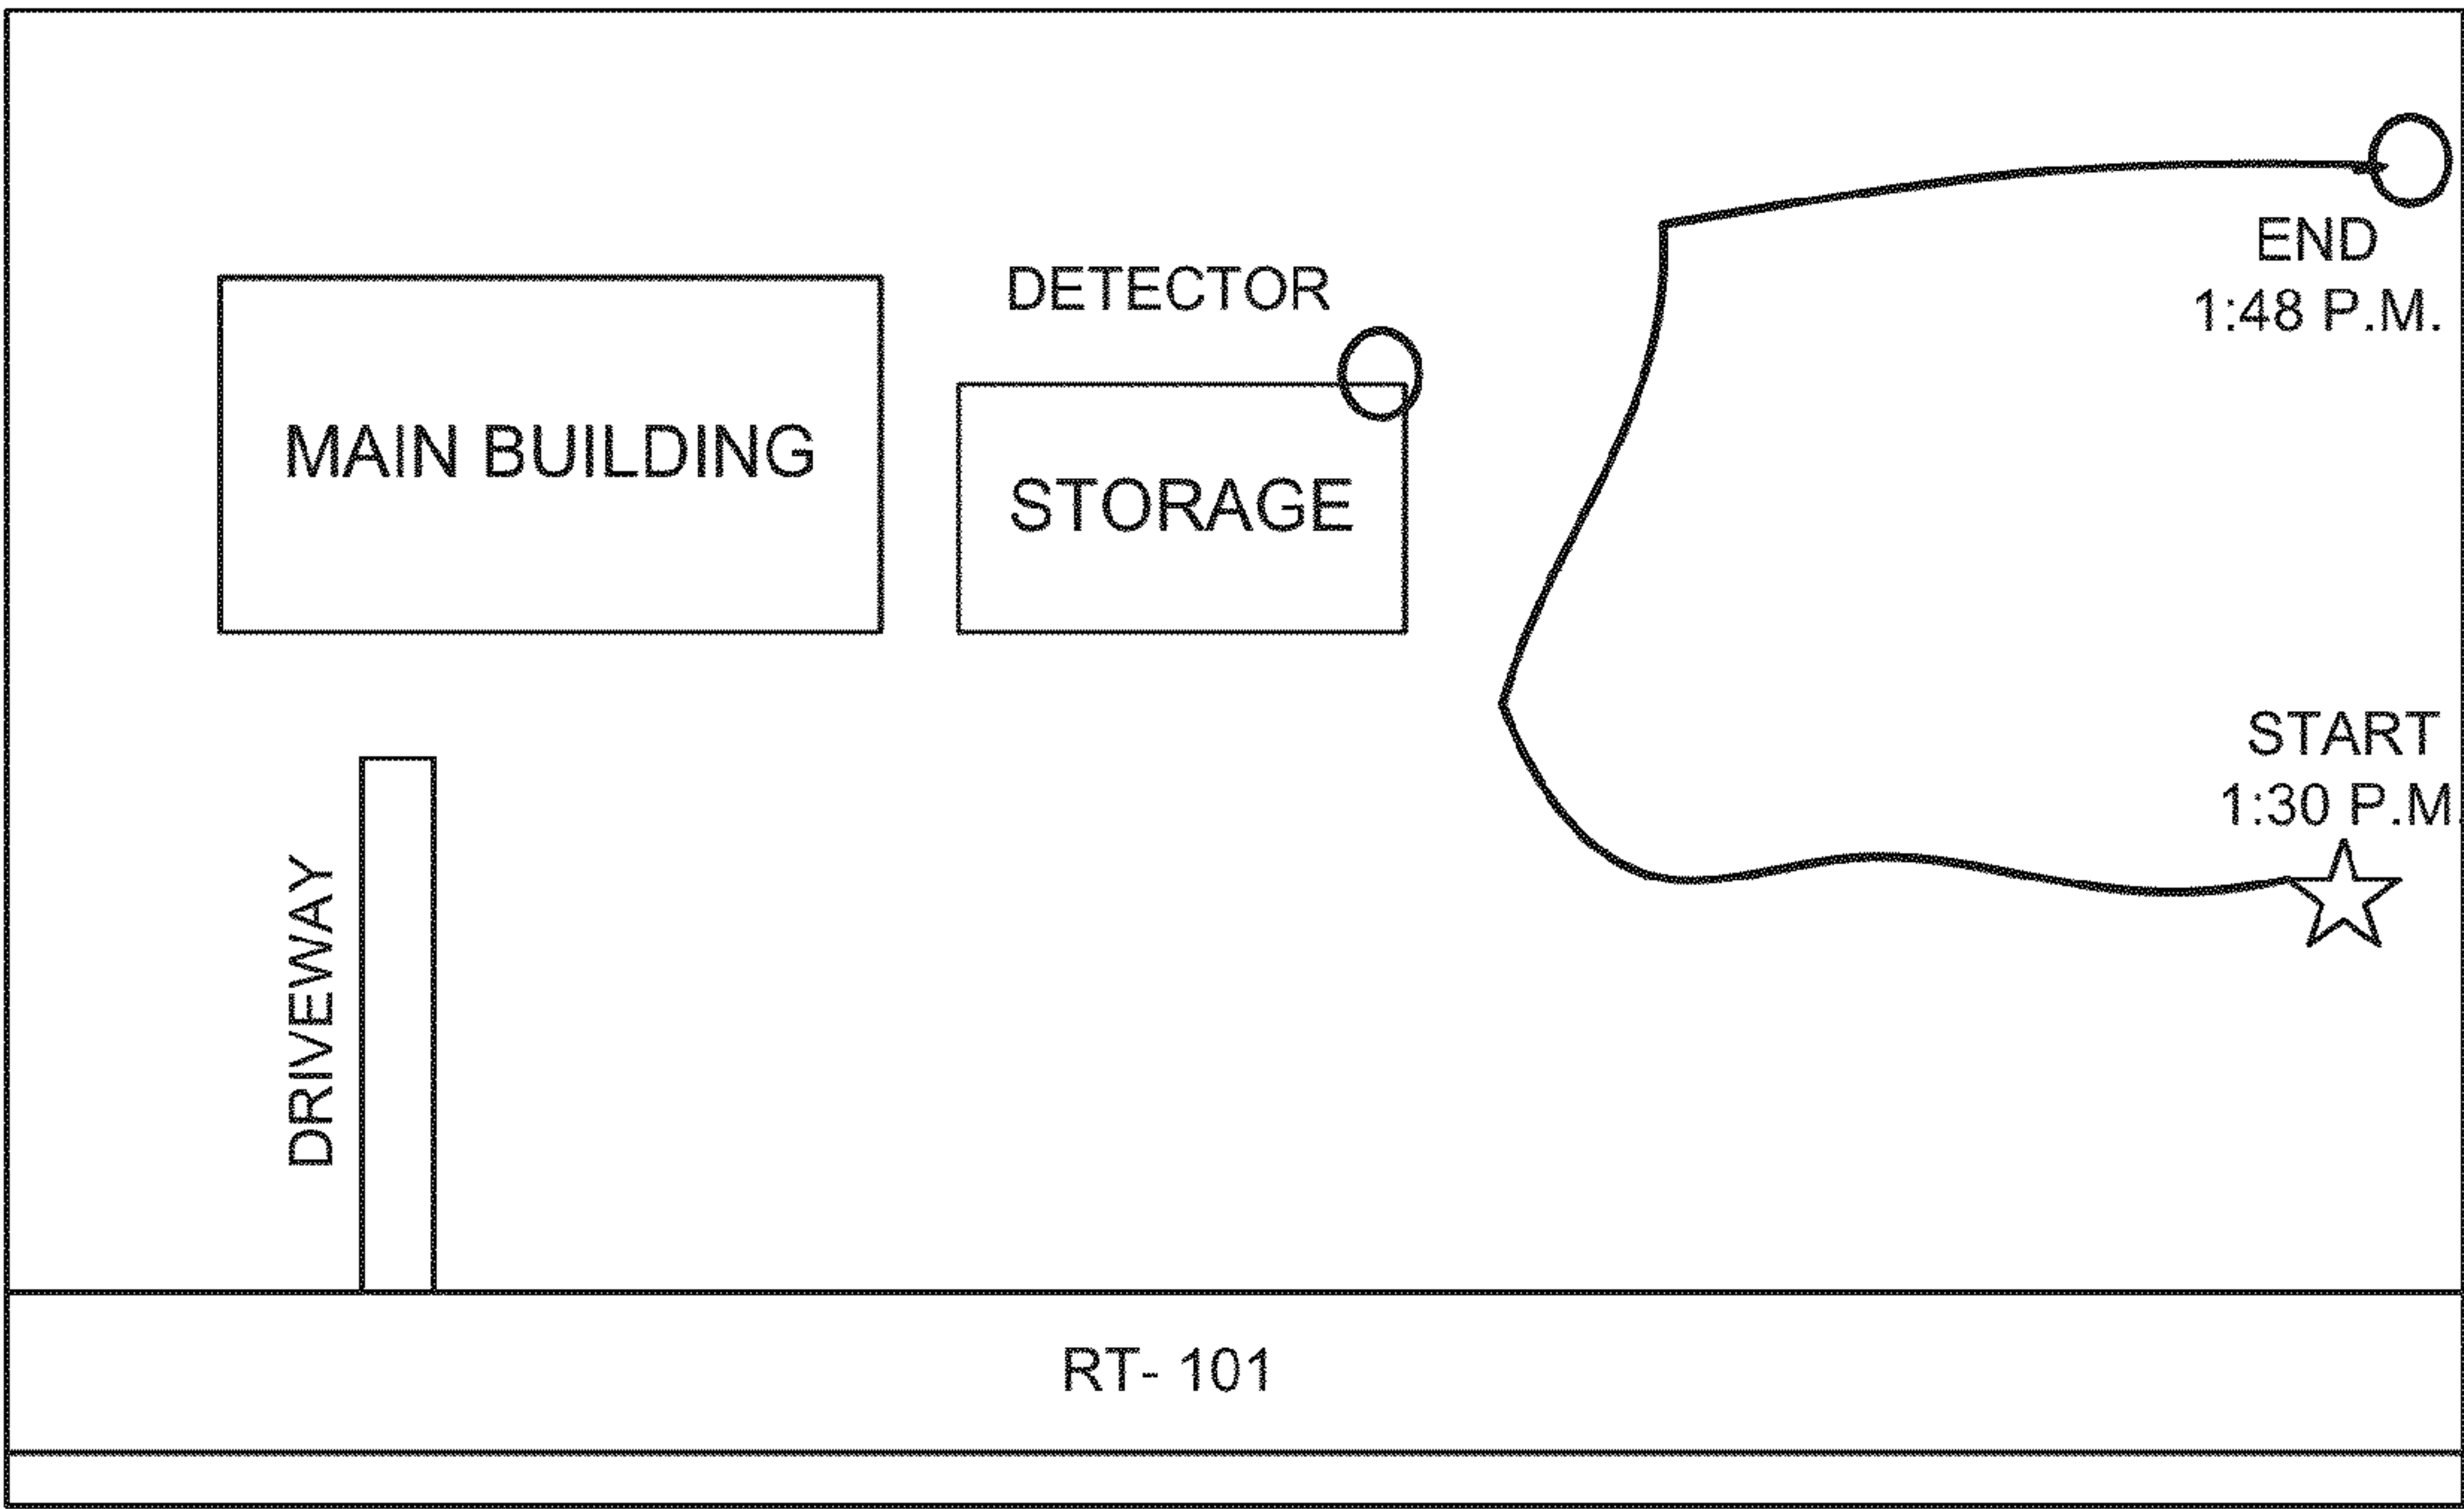 END
1:48 P.M.
DETECTOR
MAIN BUILDING
STORAGE
START
1:30 P.M.
DRIVEWAY
RT- 101